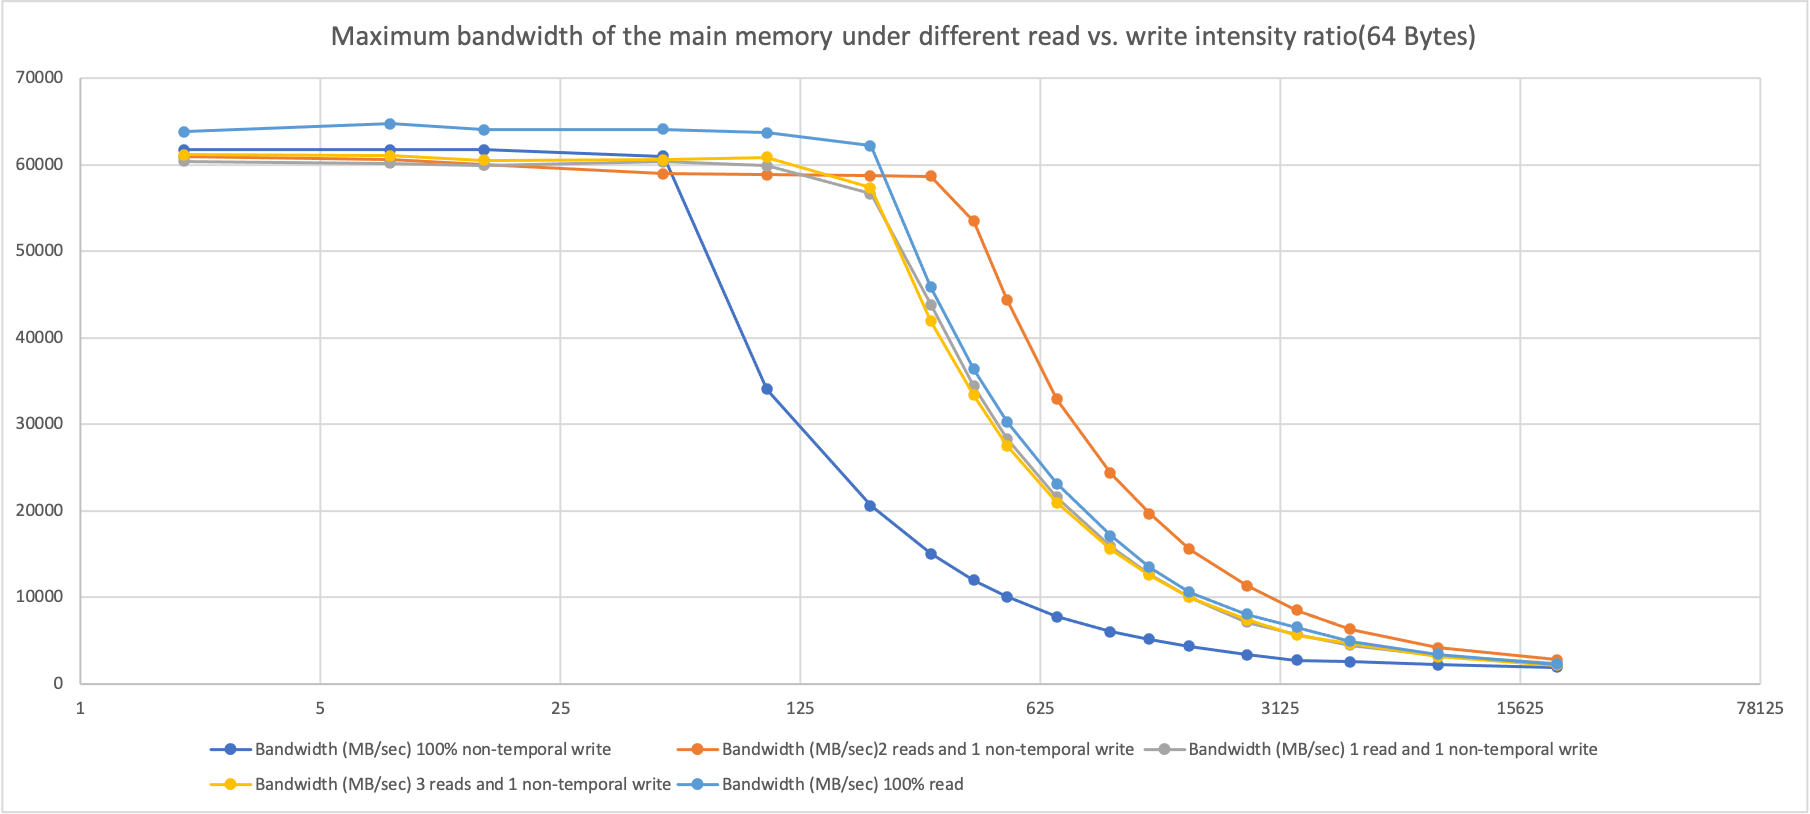 Maximum bandwidth of the main memory under different read vs. write intensity ratio(64 Bytes)
70000
60000
50000
40000
30000
20000
10000
0
1 5 25 125 625 3125 15625 78125
Bandwidth (MB/sec) 100% non-temporal write Bandwidth (MB/sec)2 reads and 1 non-temporal write Bandwidth (MB/sec) 1 read and 1 non-temporal write
Bandwidth (MB/sec) 3 reads and 1 non-temporal write Bandwidth (MB/sec) 100% read